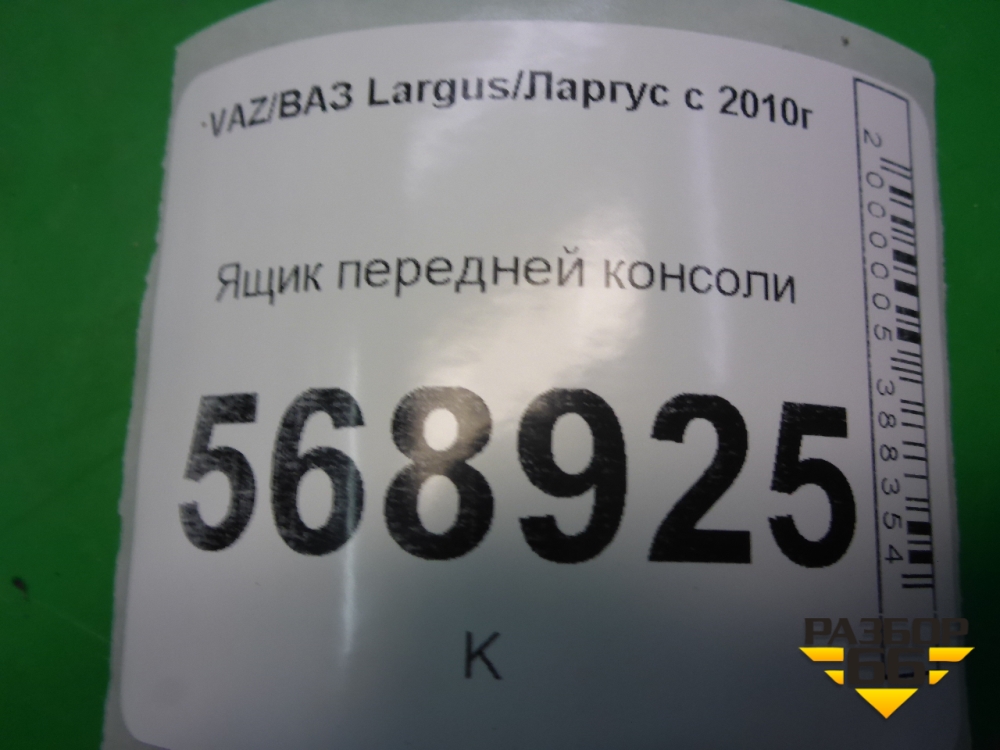 VAZ/ВАЗ Largus/Ларгус с 2010г
Ящик передней консоли
568925
К
2000005388354
РАЗБОР
66